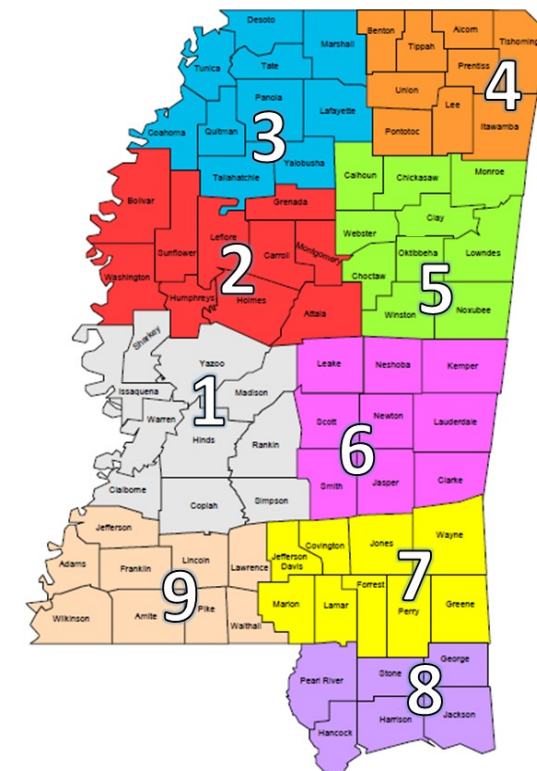 Desoto
Benton
Alcorn
Tishoming
Tippah
Marshall
Tunica
Tate
Prentiss
4
Panola
Union
Lee
Lafayette
Coahoma
Quitman
3
Pontotoc
Itawamba
Yalobusha
Tallahatchie
Calhoun
Chickasaw
Monroe
Bolivar
Grenada
Clay
Webster
Leflore
Sunflower
Carroll
Montgomery
Oktibbeha
Lowndes
Washington
2
Choctaw
Humphreys
Holmes
5
Attala
Winston
Noxubee
Sharkey
Yazoo
Leake
Neshoba
Kemper
Issaquena
Madison
1
Warren
Scott
Newton
Lauderdale
Hinds
Rankin
6
Claiborne
Copiah
Simpson
Smith
Jasper
Clarke
Jefferson
Adams
Franklin
Lincoln
Lawrence
Jefferson
Davis
Covington
Jones
Wayne
7
9
Forrest
Wilkinson
Amite
Pike
Walthall
Marion
Lamar
Perry
Greene
Pearl River
Stone
George
8
Hancock
Harrison
Jackson